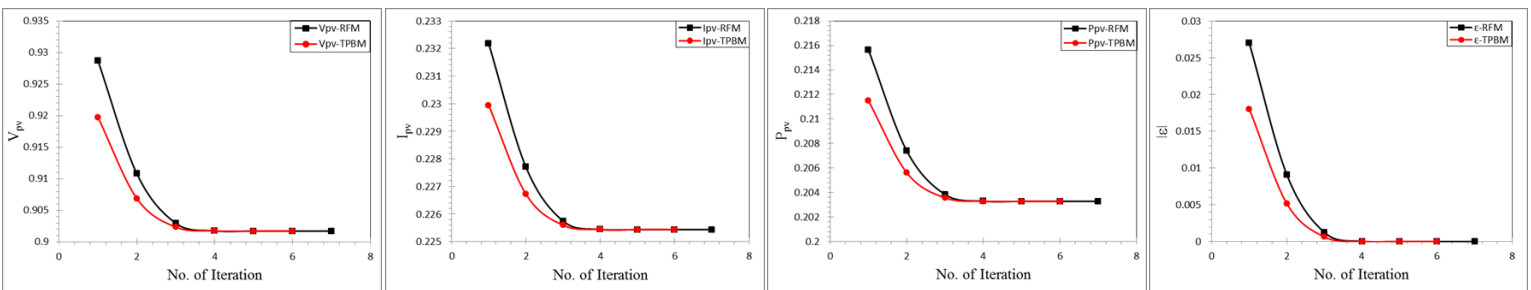 0.935
0.93
0.925
0.92
0.915
0.91
0.905
0.9
Vpv
Vpv-RFM
Vpv-TPBM
0 2 4 6 8
No. of Iteration
0.233
0.232
0.231
0.23
0.229
0.228
0.227
0.226
0.225
Ipv
Ipv-RFM
Ipv-TPBM
0 2 4 6 8
No. of Iteration
0.218
0.216
0.214
0.212
0.21
0.208
0.206
0.204
0.202
0.2
Ppv
Ppv-RFM
Ppv-TPBM
0 2 4 6 8
No. of Iteration
0.03
0.025
0.02
0.015
0.01
0.005
0
|ε|
ε-RFM
ε-TPBM
0 2 4 6 8
No. of Iteration